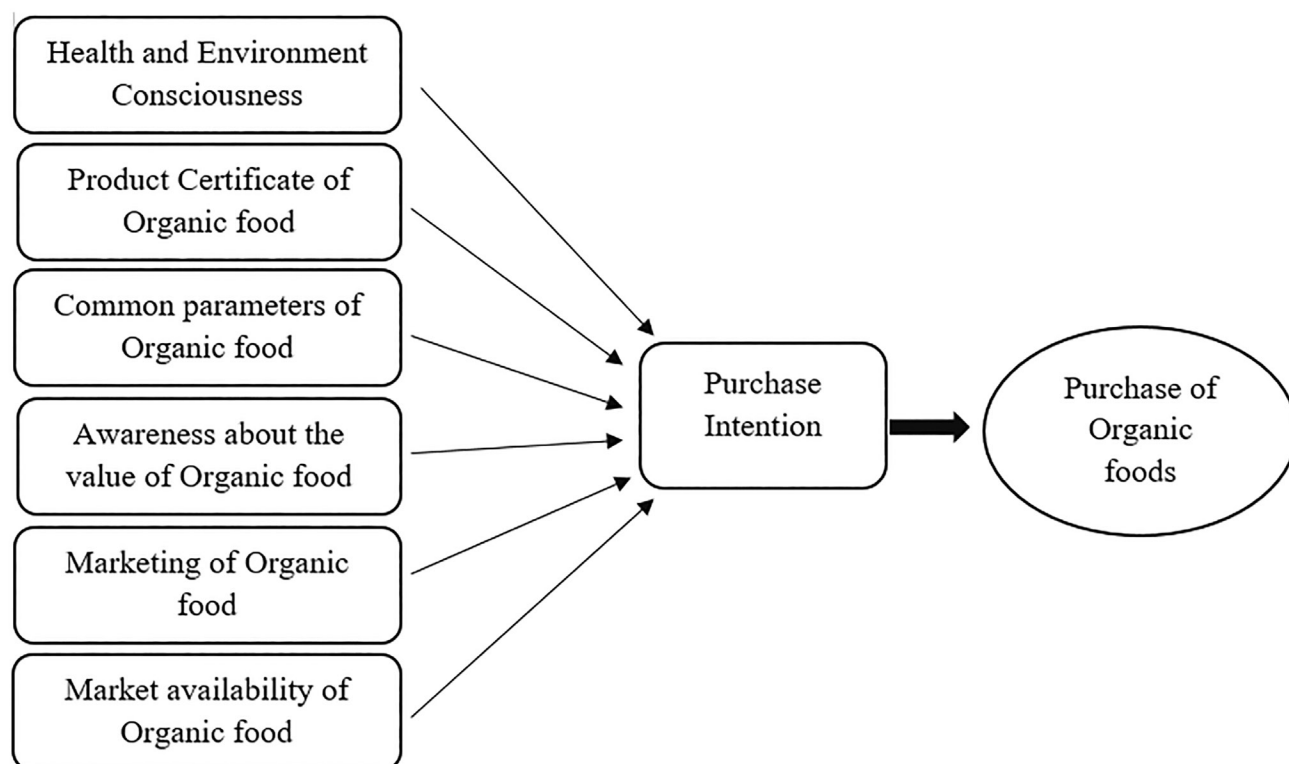 Health and Environment
Consciousness
Product Certificate of
Organic food
Common parameters of
Organic food
Awareness about the
value of Organic food
Marketing of Organic
food
Market availability of
Organic food
Purchase
Intention
Purchase of
Organic
foods